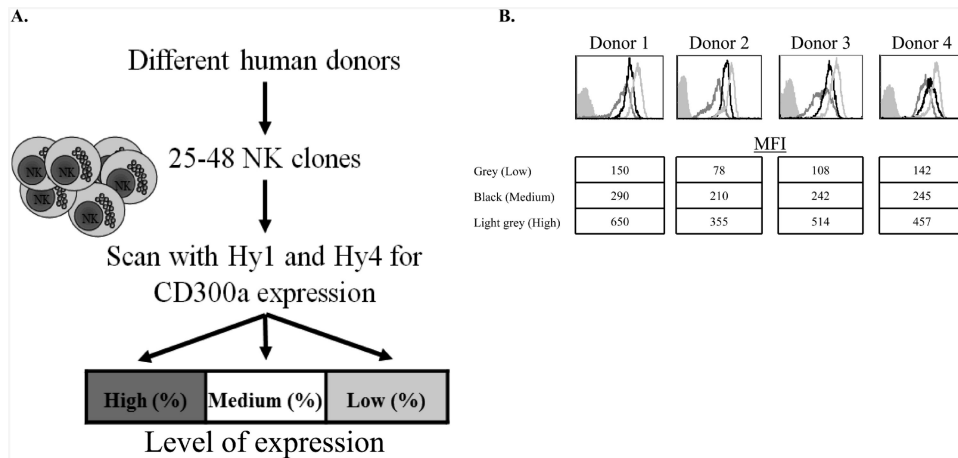 A.
Different human donors
25-48 NK clones
NK
NK
NK
NK
NK
Scan with Hy1 and Hy4 for
CD300a expression
High (%) Medium (%) Low (%)
Level of expression
B.
Donor 1 Donor 2 Donor 3 Donor 4
MFI
Grey (Low) 150 78 108 142
Black (Medium) 290 210 242 245
Light grey (High) 650 355 514 457